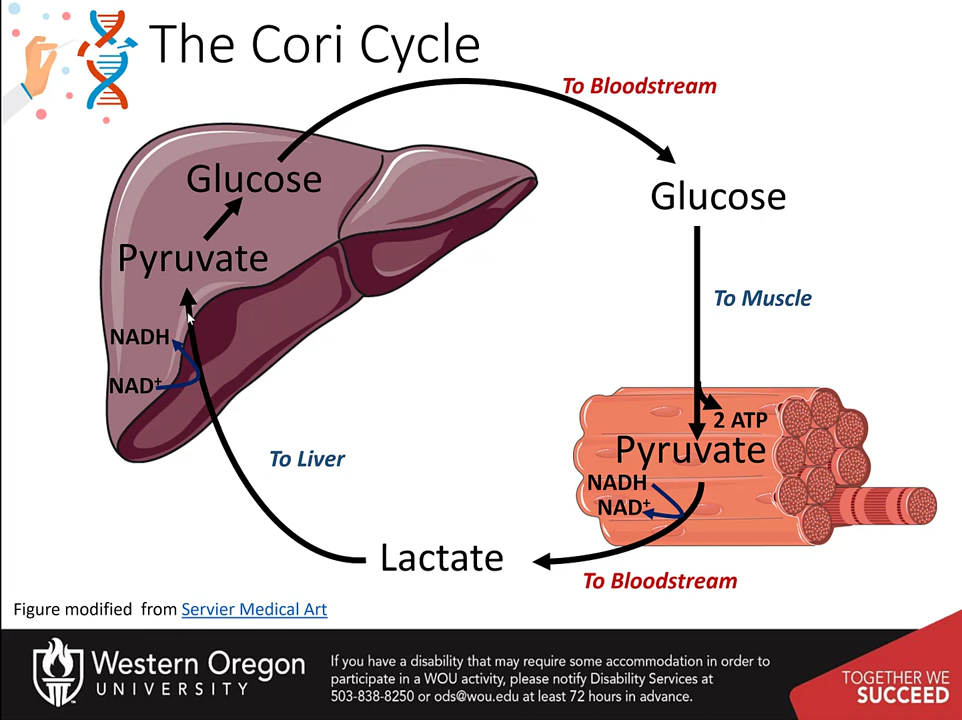 The Cori Cycle
To Bloodstream
Glucose
Glucose
Pyruvate
To Muscle
NADH
NAD+
2 ATP
Pyruvate
NADH
NAD+
To Liver
Lactate
To Bloodstream
Figure modified from Servier Medical Art
Western Oregon
UNIVERSITY
If you have a disability that may require some accommodation in order to
participate in a WOU activity, please notify Disability Services at
503-838-8250 or ods@wou.edu at least 72 hours in advance.
TOGETHER WE
SUCCEED